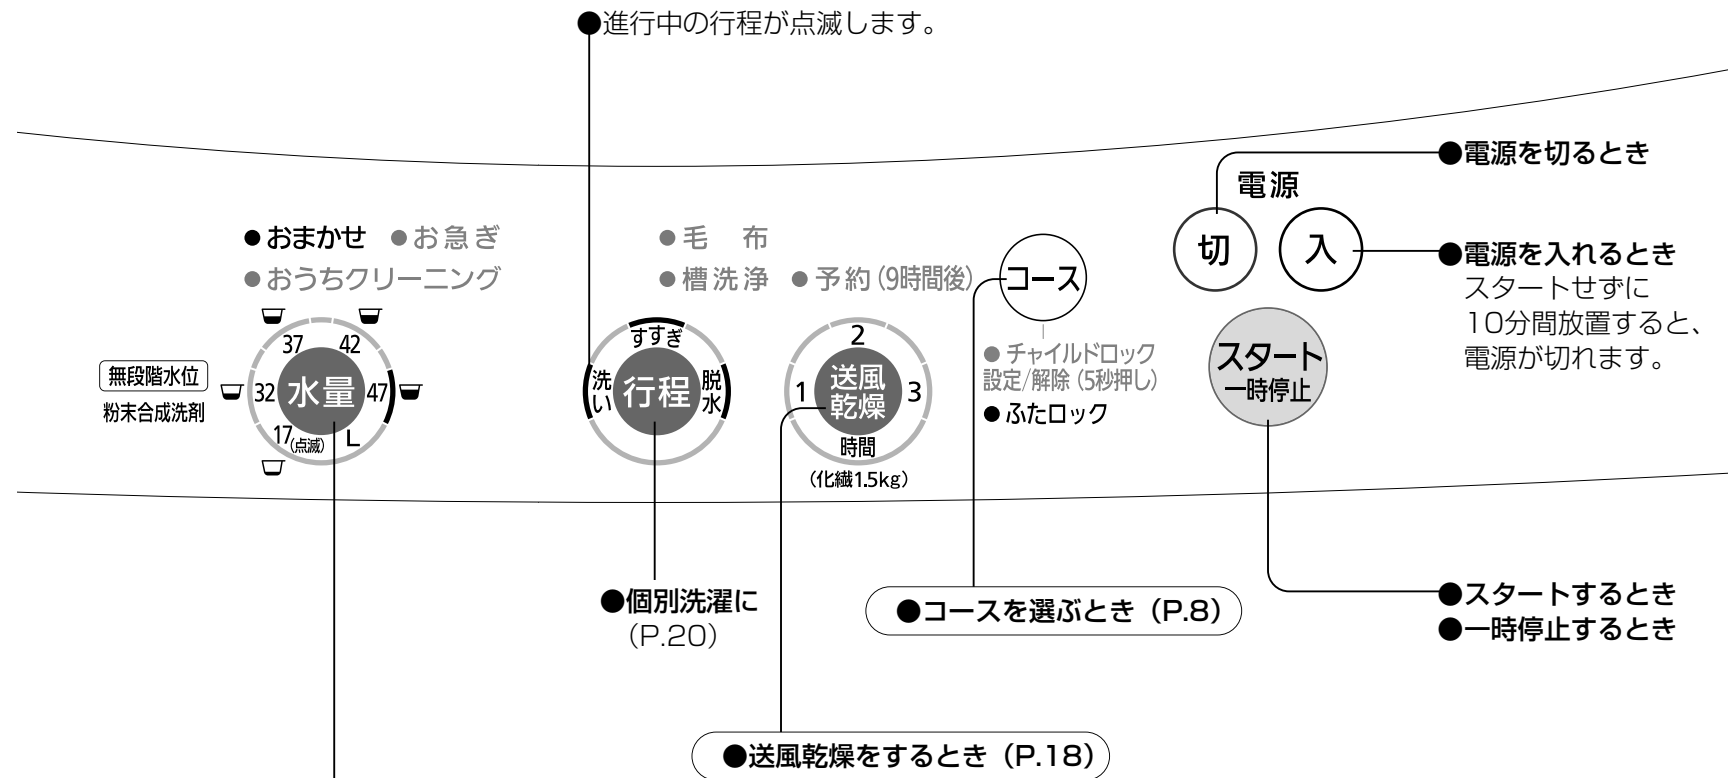 ●進行中の行程が点滅します。
●電源を切るとき
電源
切 入
●電源を入れるとき
スタートせずに
10分間放置すると、
電源が切れます。
●おまかせ ●お急ぎ
●おうちクリーニング
●毛 布
●槽洗浄 ●予約(9時間後)
コース
●チャイルドロック
設定/解除(5秒押し)
●ふたロック
スタート
一時停止
無段階水位
粉末合成洗剤
37 42
32 水量 47
17(点滅) L
すすぎ
洗い 行程 脱水
2
1 送風乾燥 3
時間
(化繊1.5kg)
●個別洗濯に
(P.20)
●コースを選ぶとき(P.8)
●スタートするとき
●一時停止するとき
●送風乾燥をするとき(P.18)